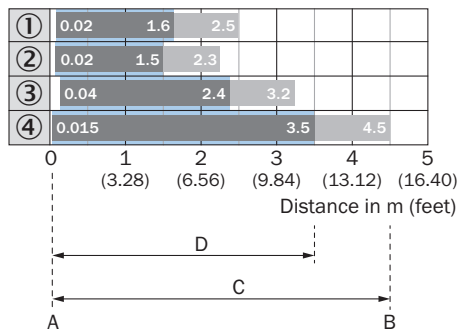 ① 0.02 1.6 2.5
② 0.02 1.5 2.3
③ 0.04 2.4 3.2
④ 0.015 3.5 4.5
0 1 2 3 4 5
(3.28) (6.56) (9.84) (13.12) (16.40)
Distance in m (feet)
D
C
A B